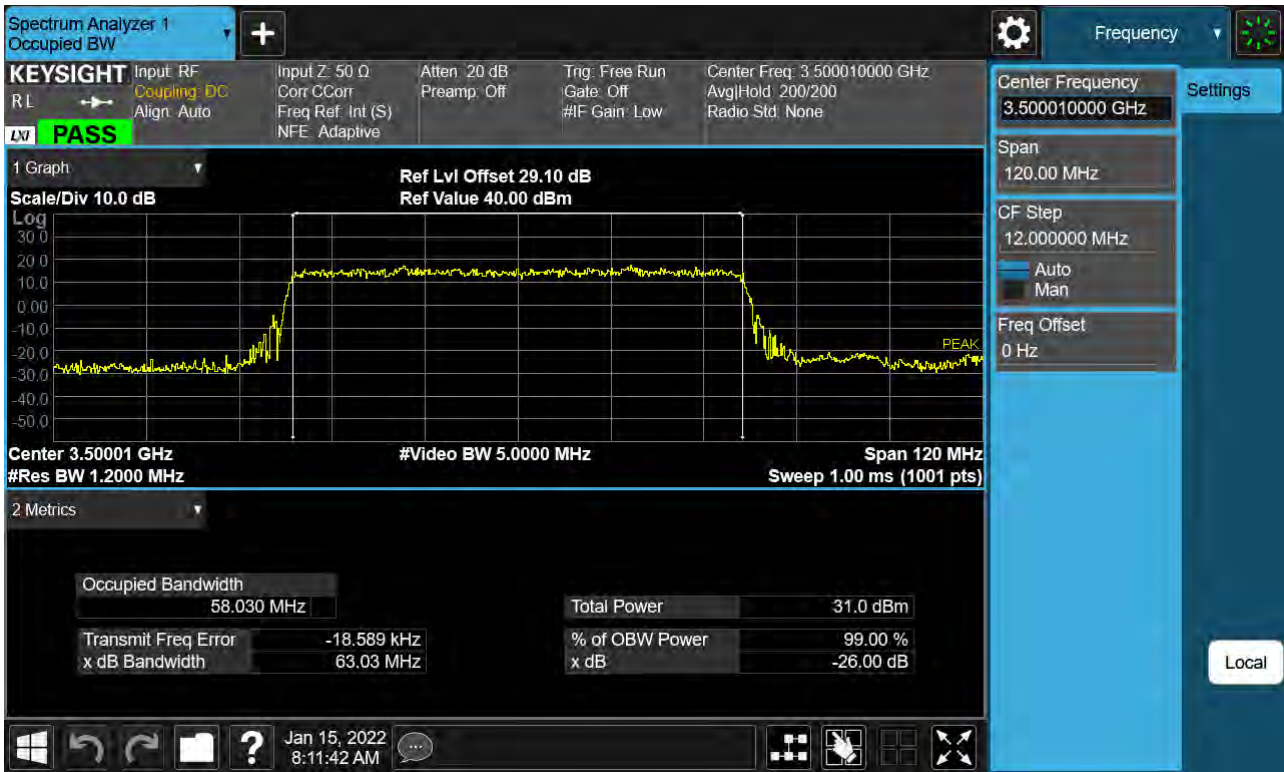 Spectrum Analyzer 1
Occupied BW
+
Frequency
KEYSIGHT
RL
LXI
PASS
Input: RF
Coupling: DC
Align: Auto
Input Z: 50 Ω
Corr CCorr
Freq Ref: Int (S)
NFE: Adaptive
Atten: 20 dB
Preamp: Off
Trig: Free Run
Gate: Off
#IF Gain: Low
Center Freq: 3.500010000 GHz
Avg|Hold: 200/200
Radio Std: None
Center Frequency
3.500010000 GHz
Settings
Span
120.00 MHz
CF Step
12.000000 MHz
Auto
Man
Freq Offset
0 Hz
Local
1 Graph
Scale/Div 10.0 dB
Ref Lvl Offset 29.10 dB
Ref Value 40.00 dBm
Log
30.0
20.0
10.0
0.00
-10.0
-20.0
-30.0
-40.0
-50.0
PEAK
Center 3.50001 GHz
#Video BW 5.0000 MHz
Span 120 MHz
#Res BW 1.2000 MHz
Sweep 1.00 ms (1001 pts)
2 Metrics
Occupied Bandwidth
58.030 MHz
Total Power 31.0 dBm
Transmit Freq Error -18.589 kHz
% of OBW Power 99.00 %
x dB Bandwidth 63.03 MHz
x dB -26.00 dB
?
Jan 15, 2022
8:11:42 AM